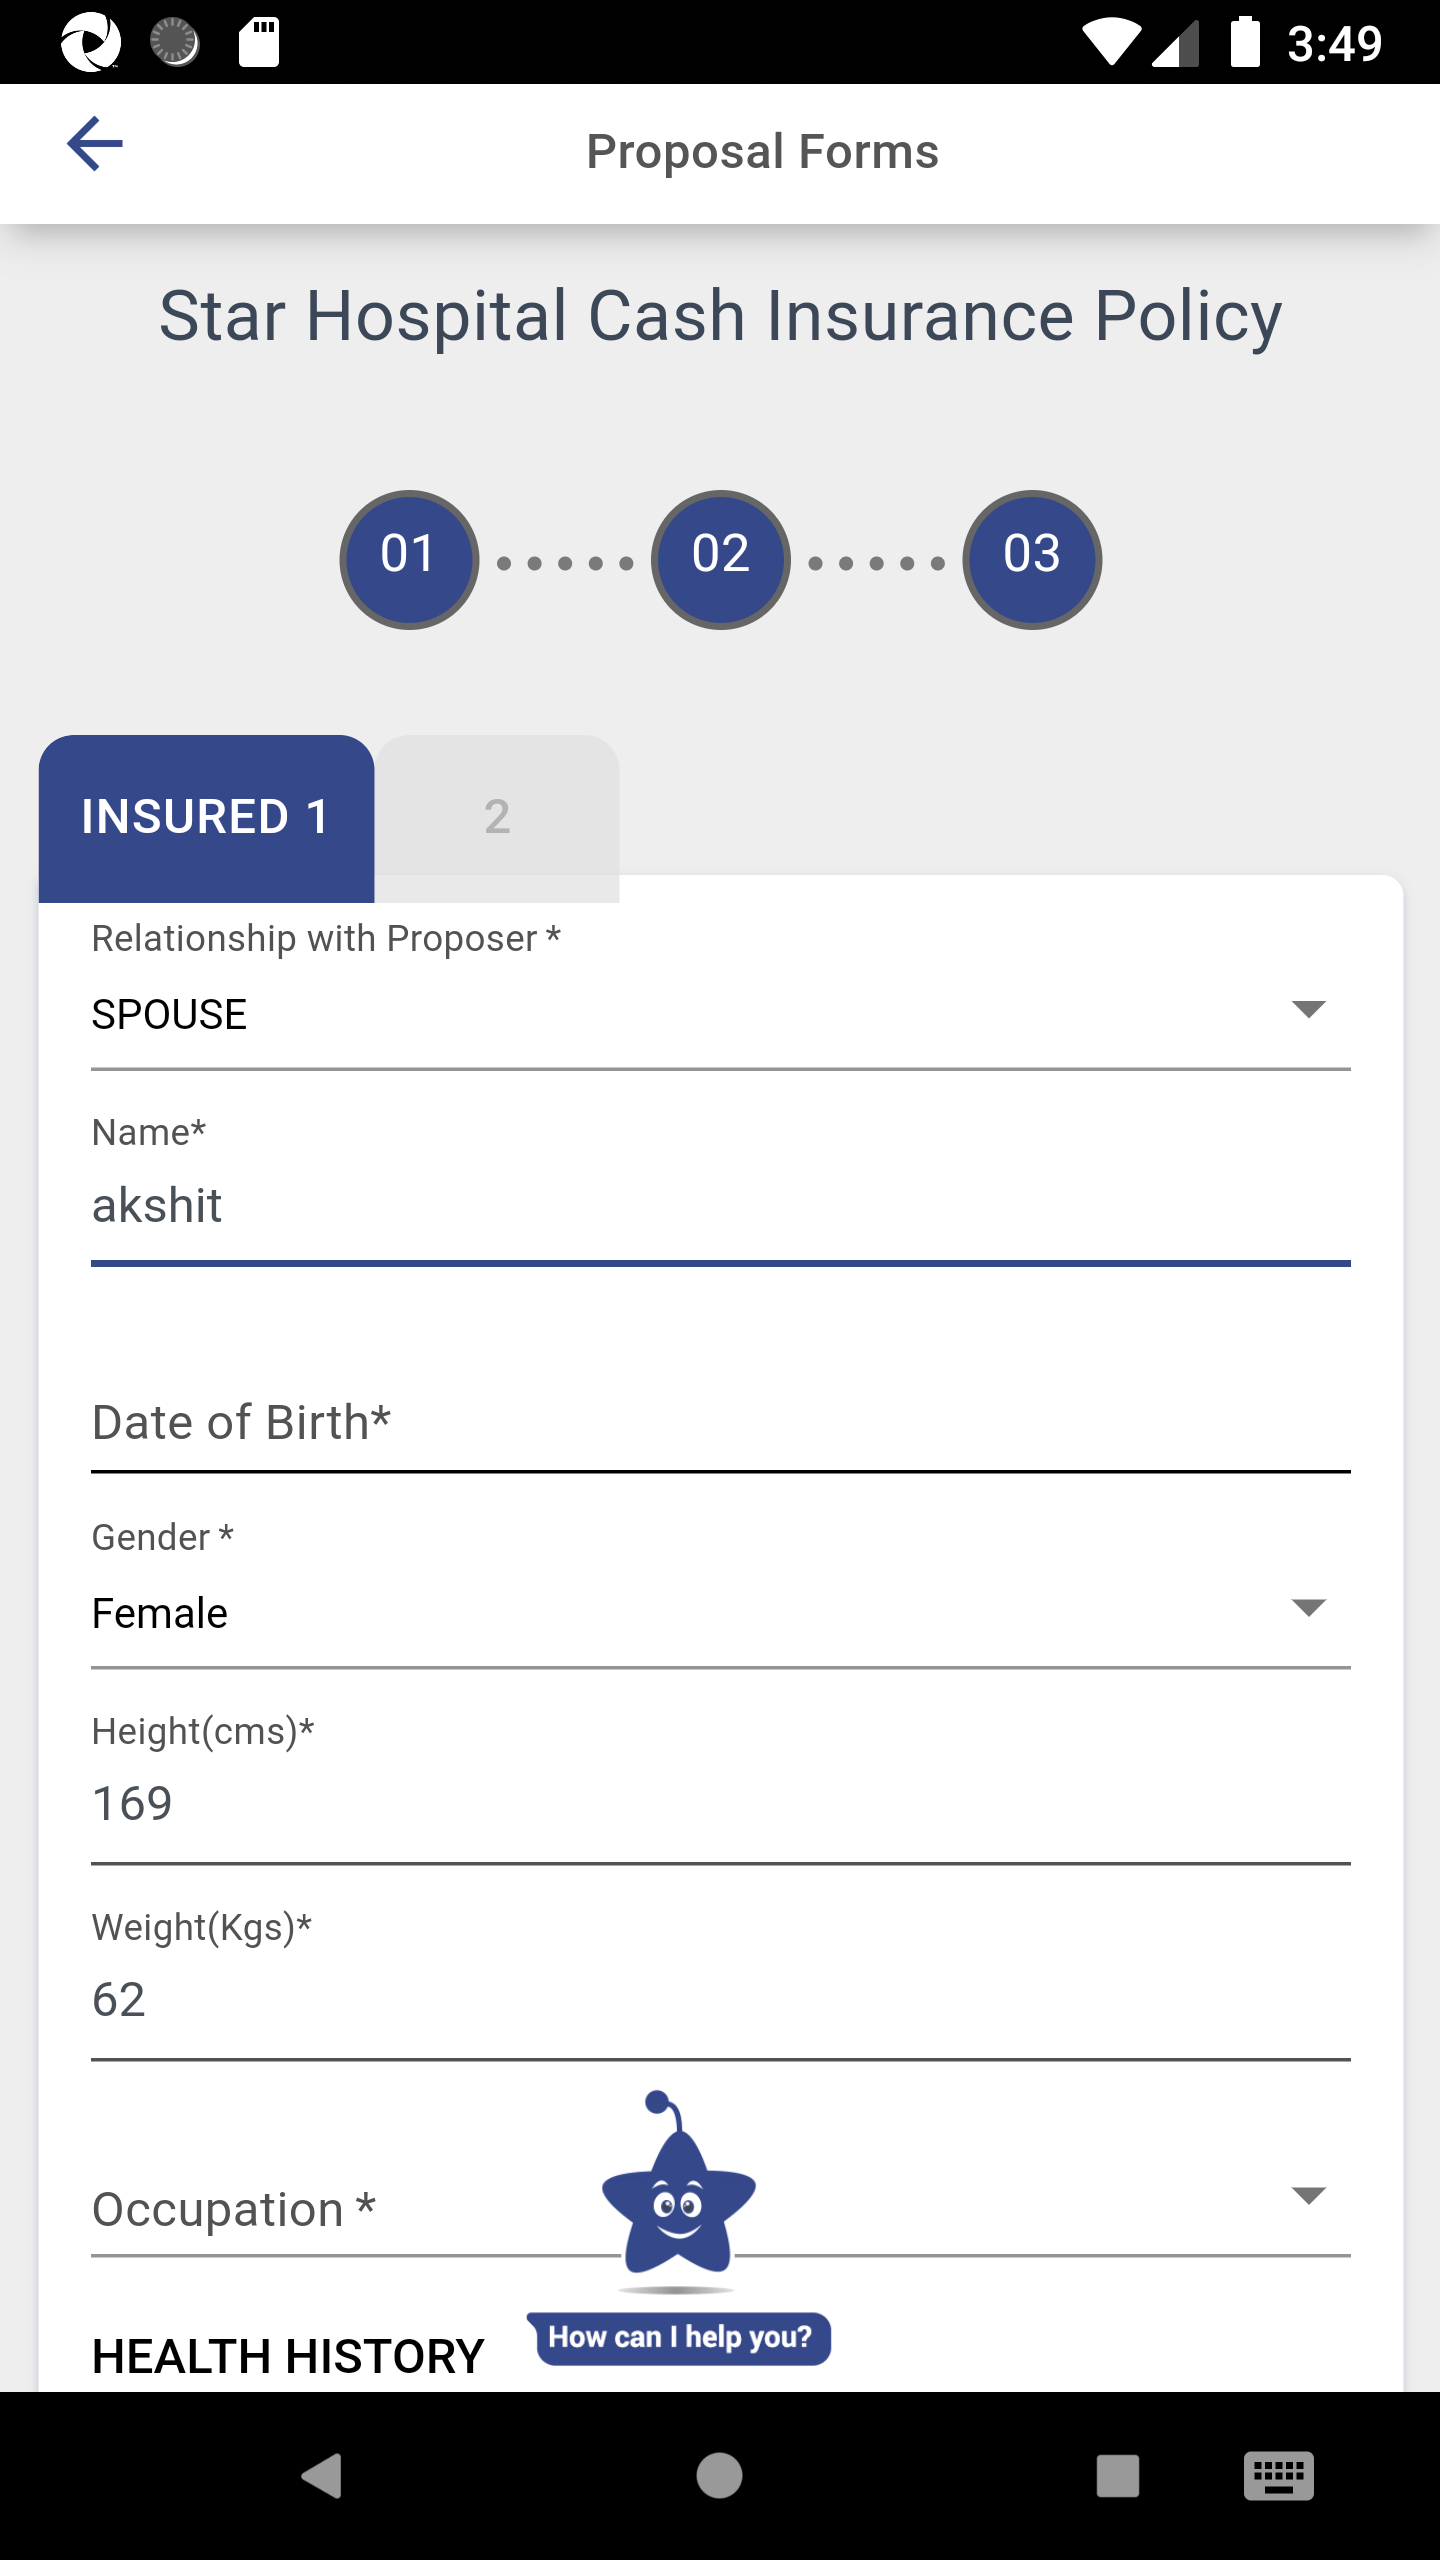 3:49
Proposal Forms
Star Hospital Cash Insurance Policy
01 02 03
INSURED 1 2
Relationship with Proposer *
SPOUSE
Name*
akshit
Date of Birth*
Gender *
Female
Height(cms)*
169
Weight(Kgs)*
62
Occupation *
How can I help you?
HEALTH HISTORY